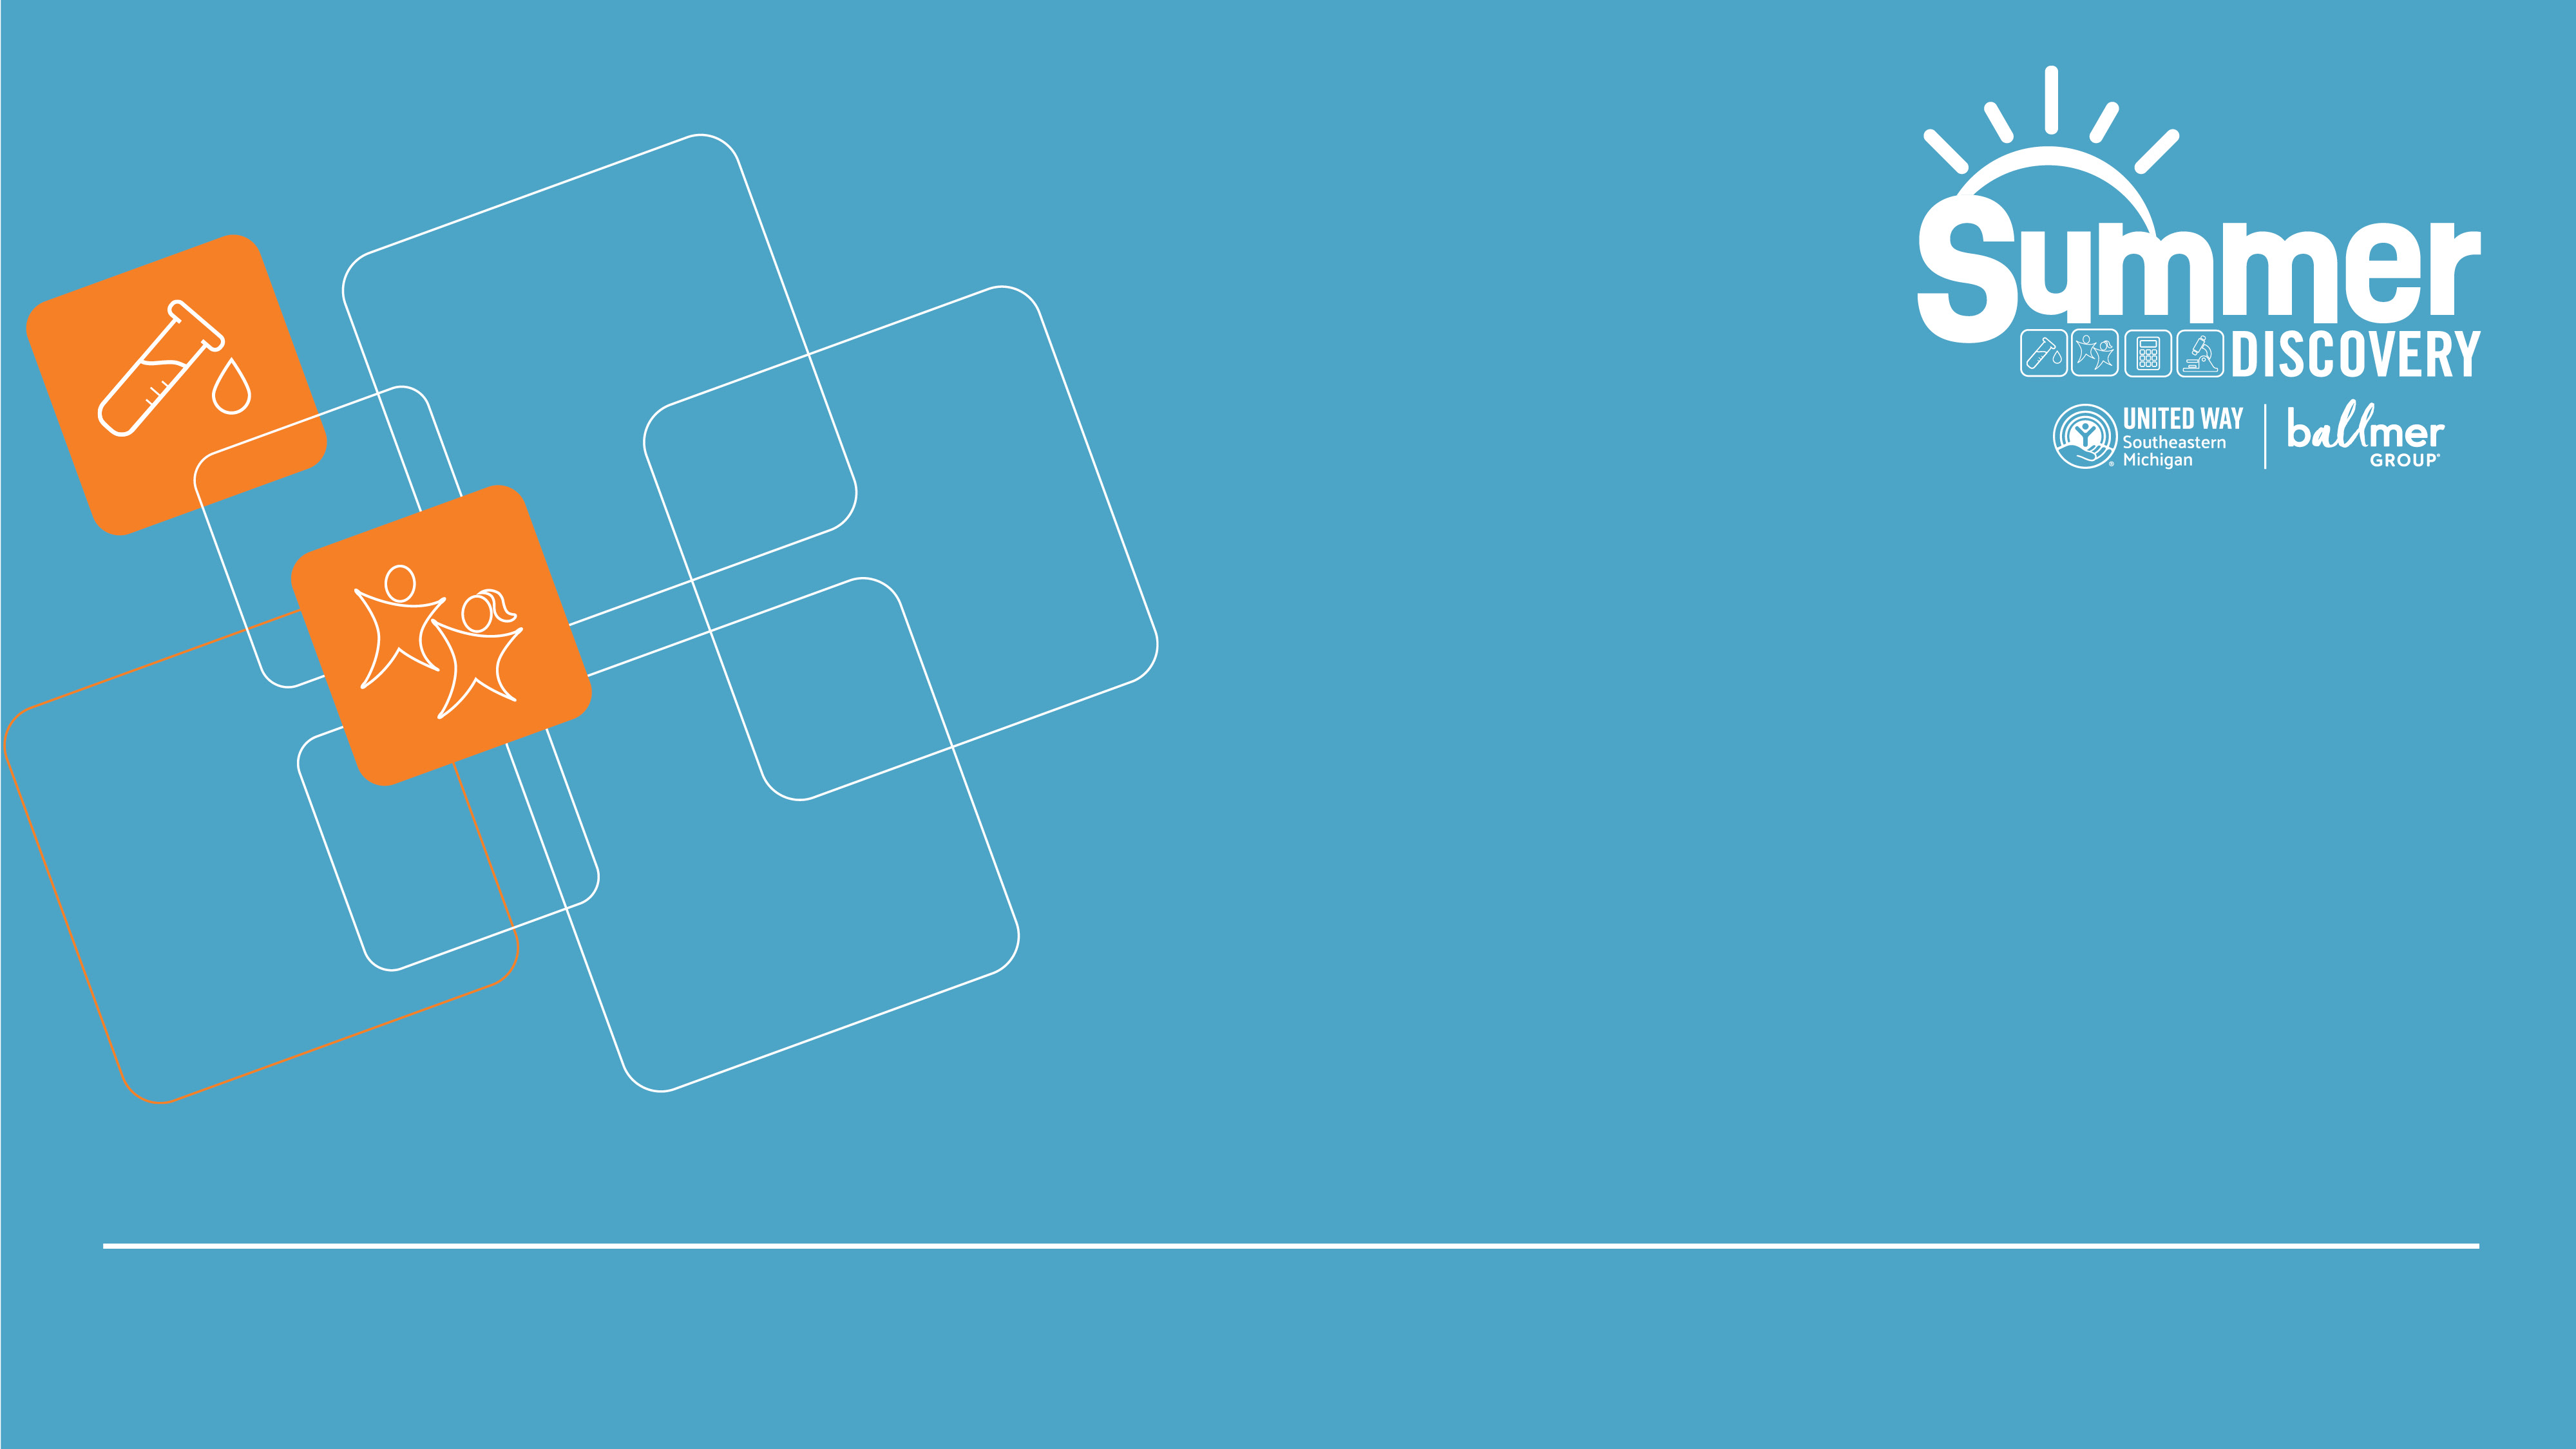 Summer
DISCOVERY
UNITED WAY
Southeastern
Michigan
ballmer
GROUP